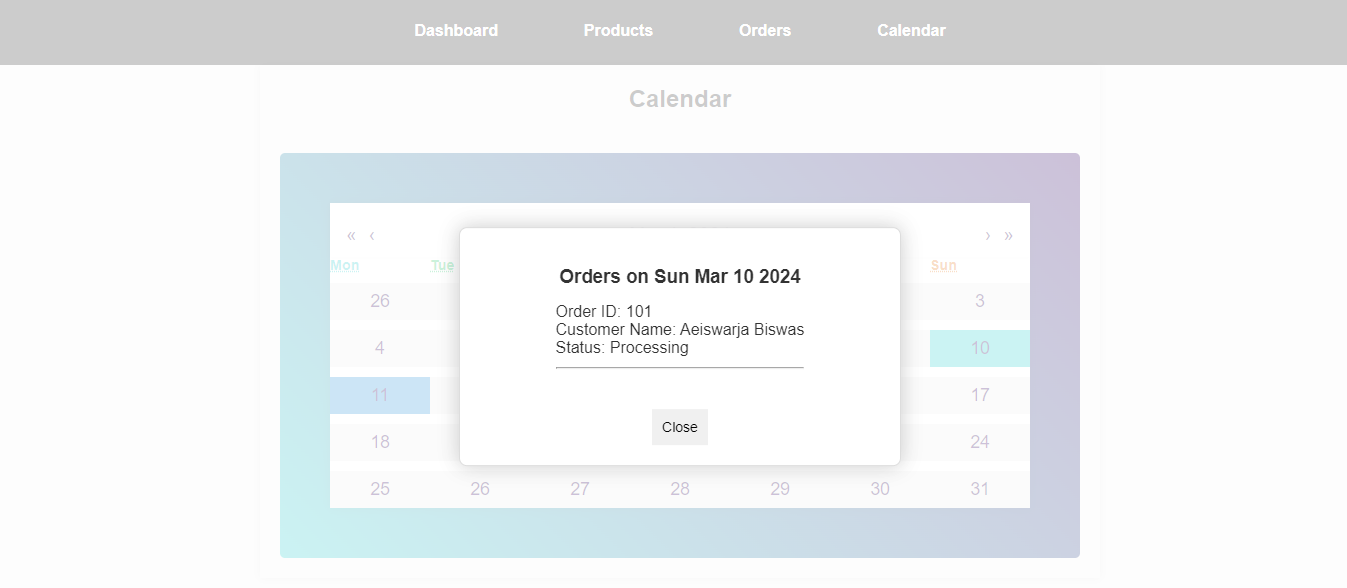 Dashboard Products Orders Calendar
Calendar
« ‹ › »
Mon Tue Sun
Orders on Sun Mar 10 2024
Order ID: 101
Customer Name: Aeiswarja Biswas
Status: Processing
Close
26 3
4 10
11 17
18 24
25 26 27 28 29 30 31